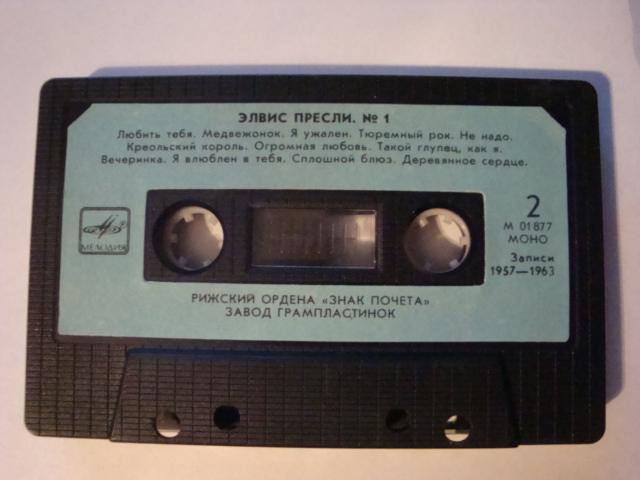 ЭЛВИС ПРЕСЛИ. № 1
Любить тебя. Медвежонок. Я ужален. Тюремный рок. Не надо.
Креольский король. Огромная любовь. Такой глупец, как я.
Вечеринка. Я влюблен в тебя. Сплошной блюз. Деревянное сердце.
МЕЛОДИЯ
2
М 01877
МОНО
Записи
1957—1963
РИЖСКИЙ ОРДЕНА «ЗНАК ПОЧЕТА»
ЗАВОД ГРАМПЛАСТИНОК